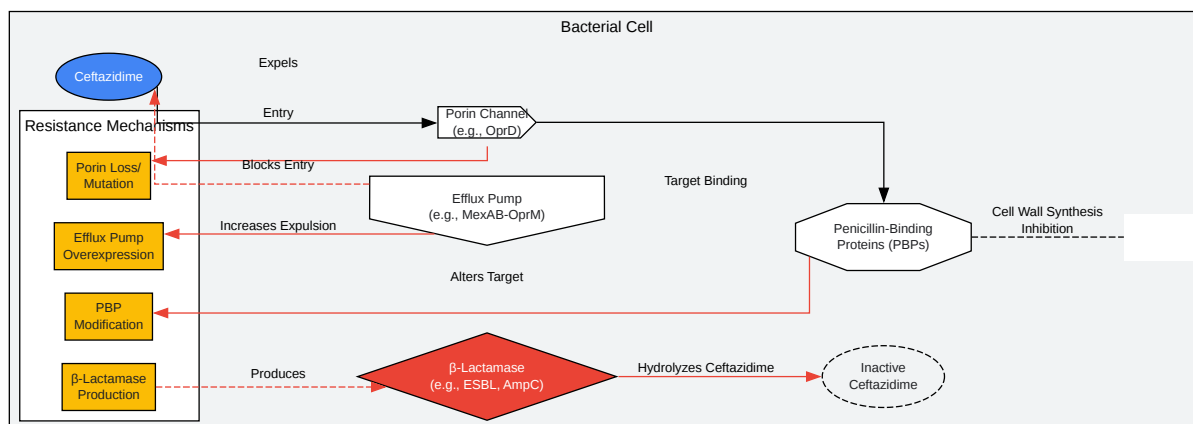 Bacterial Cell
Expels
Ceftazidime
Entry
Resistance Mechanisms
Porin Channel
(e.g., OprD)
Porin Loss/
Mutation
Blocks Entry
Target Binding
Efflux Pump
(e.g., MexAB-OprM)
Cell Wall Synthesis
Inhibition
Increases Expulsion
Penicillin-Binding
Proteins (PBPs)
Efflux Pump
Overexpression
Alters Target
PBP
Modification
Produces
β-Lactamase
(e.g., ESBL, AmpC)
Hydrolyzes Ceftazidime
Inactive
Ceftazidime
β-Lactamase
Production